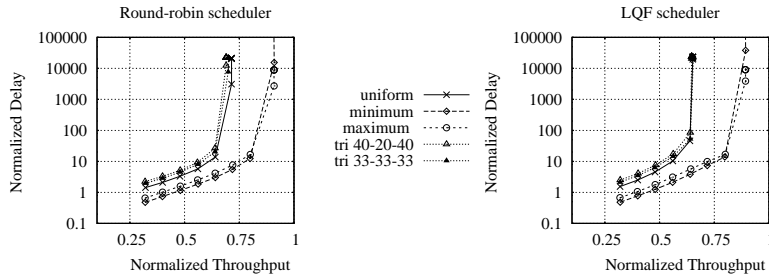 Round-robin scheduler
Normalized Delay
100000
10000
1000
100
10
1
0.1
0.25
0.5
0.75
1
Normalized Throughput
uniform
minimum
maximum
tri 40-20-40
tri 33-33-33
LQF scheduler
Normalized Delay
100000
10000
1000
100
10
1
0.1
0.25
0.5
0.75
1
Normalized Throughput